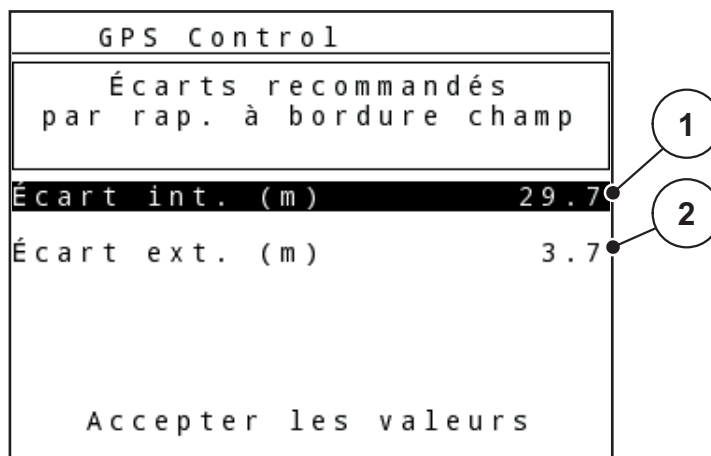 GPS Control
Écarts recommandés
par rap. à bordure champ
Écart int. (m) 29.7
1
Écart ext. (m) 3.7
2
Accepter les valeurs